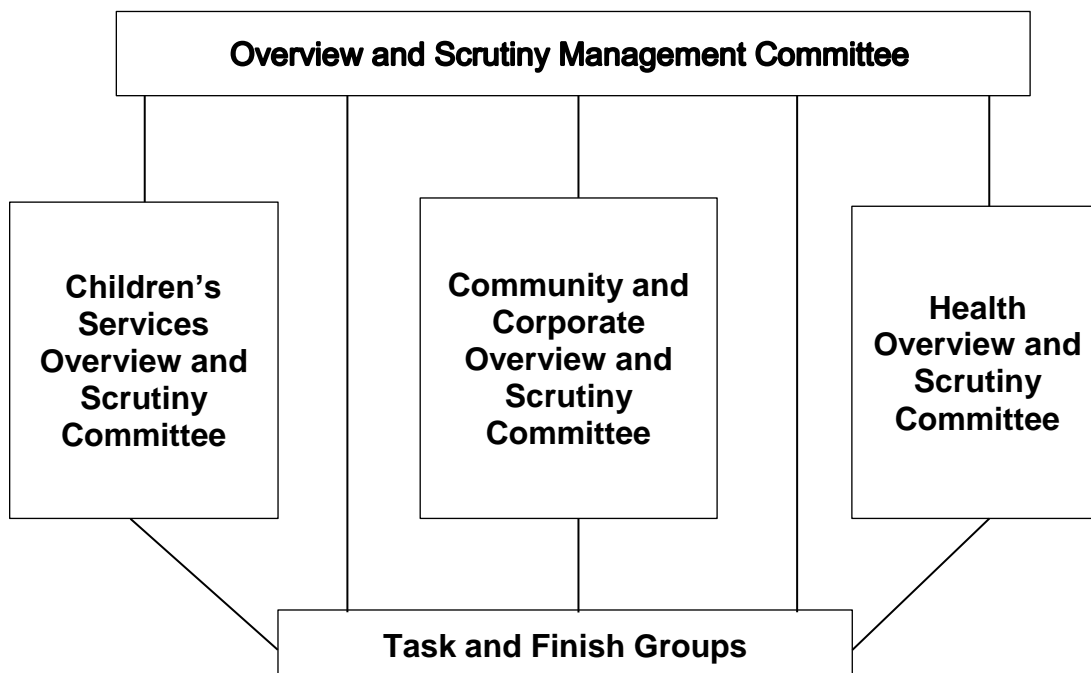 Overview and Scrutiny Management Committee
Children’s
Services
Overview and
Scrutiny
Committee
Community and
Corporate
Overview and
Scrutiny
Committee
Health
Overview and
Scrutiny
Committee
Task and Finish Groups